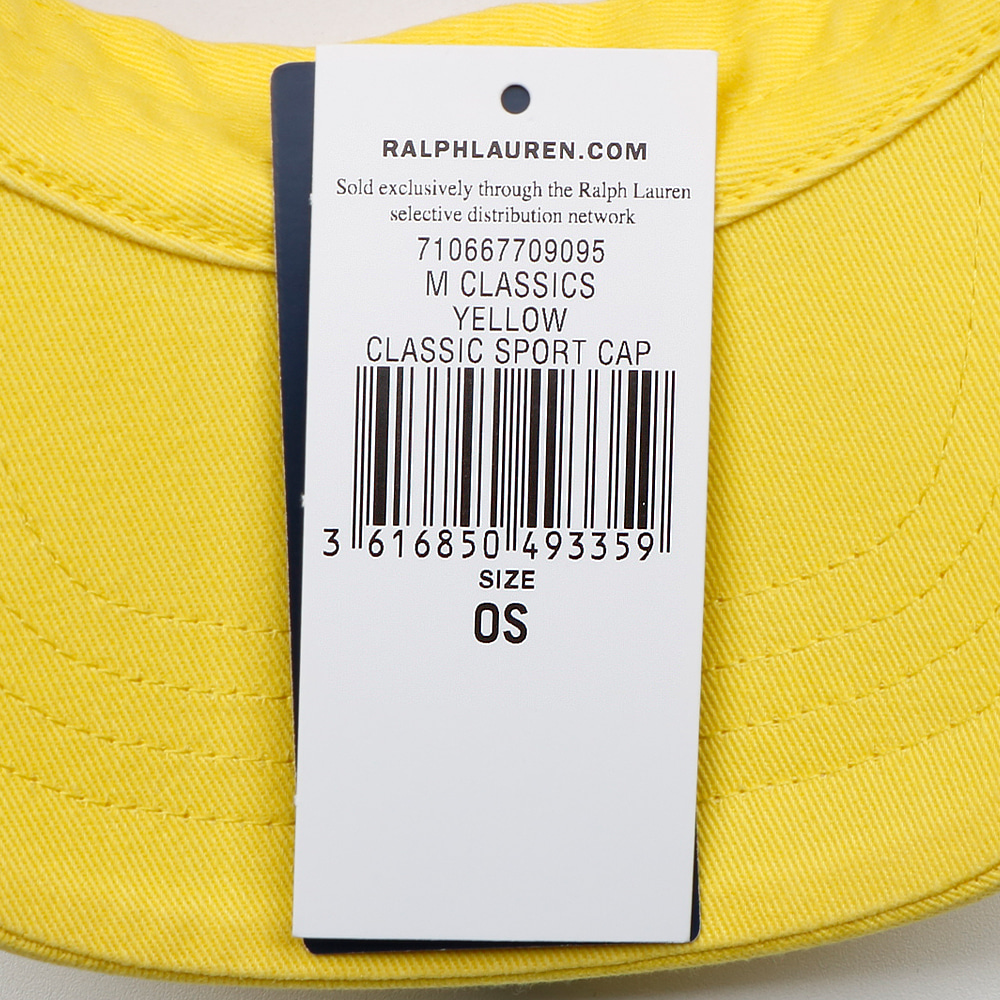 RALPHLAUREN.COM
Sold exclusively through the Ralph Lauren
selective distribution network
710667709095
M CLASSICS
YELLOW
CLASSIC SPORT CAP
3 616850 493359
SIZE
OS